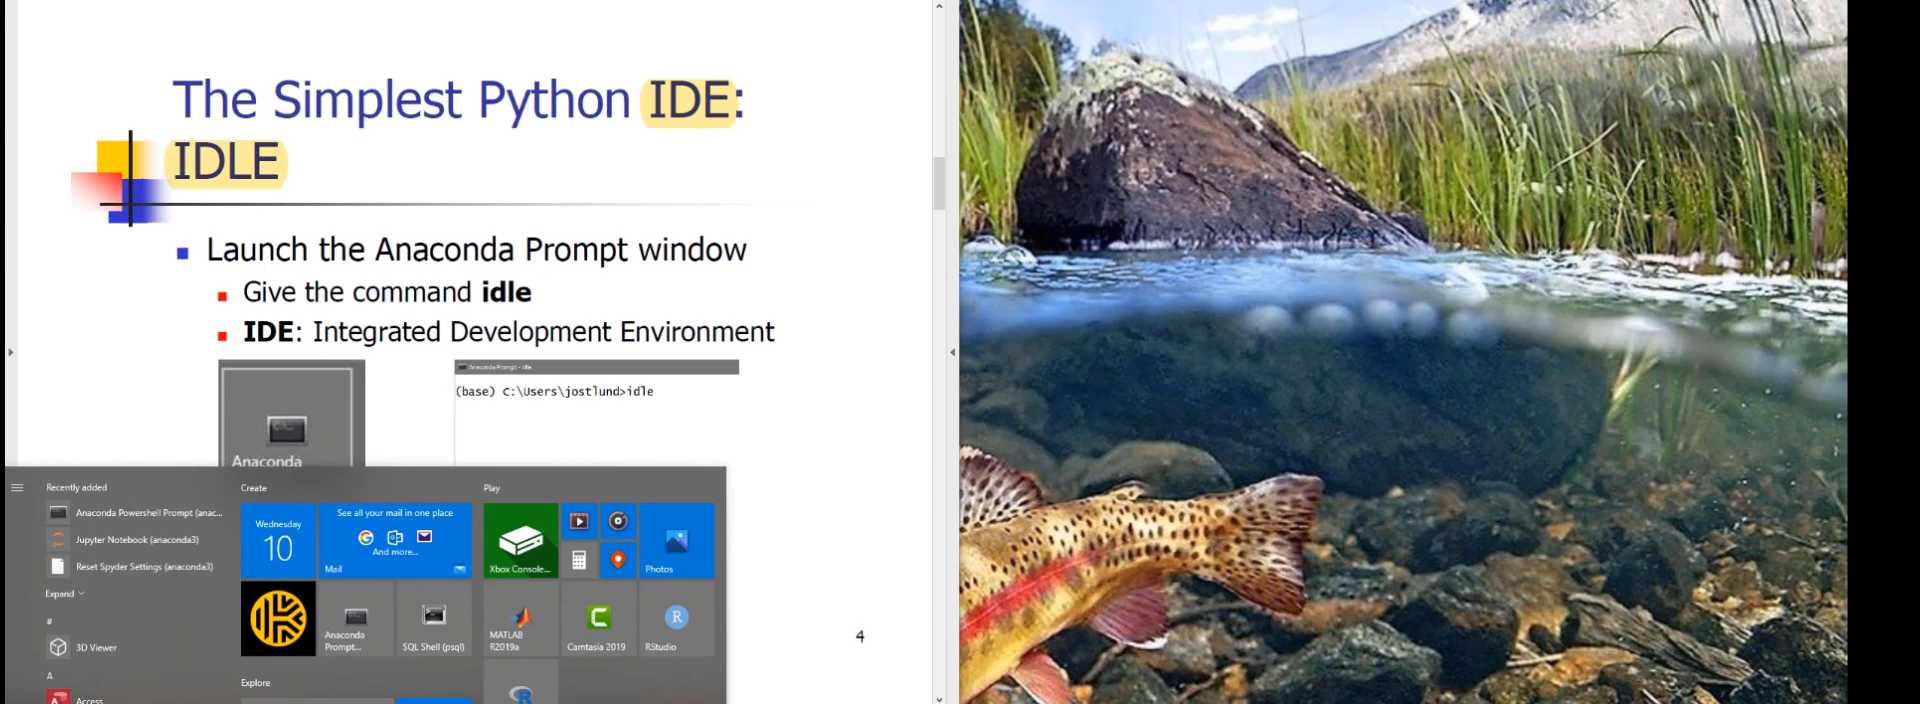 The Simplest Python IDE:
IDLE
Launch the Anaconda Prompt window
Give the command idle
IDE: Integrated Development Environment
Anaconda Prompt - idle
(base) C:\Users\jostlund>idle
Anaconda
4
Recently added
Anaconda Powershell Prompt (anac...
Jupyter Notebook (anaconda3)
Reset Spyder Settings (anaconda3)
Expand
#
3D Viewer
A
Access
Create
Wednesday
10
See all your mail in one place
And more...
Mail
Anaconda
Prompt...
SQL Shell (psql)
Explore
Play
Xbox Console...
Photos
MATLAB
R2019a
Camtasia 2019
RStudio